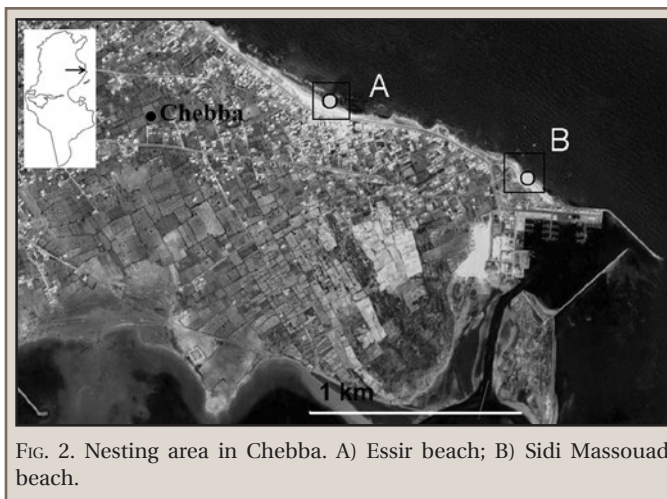 A
Chebba
B
1 km
FIG. 2. Nesting area in Chebba. A) Essir beach; B) Sidi Massouad
beach.